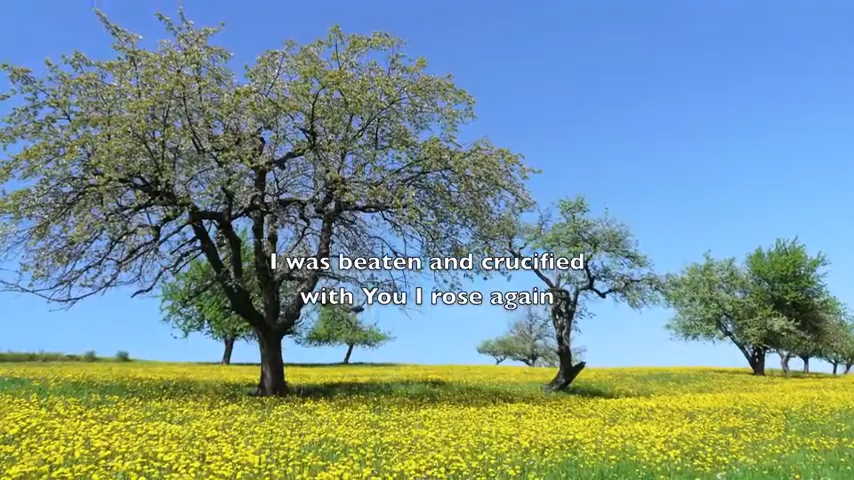 I was beaten and crucified
with You I rose again